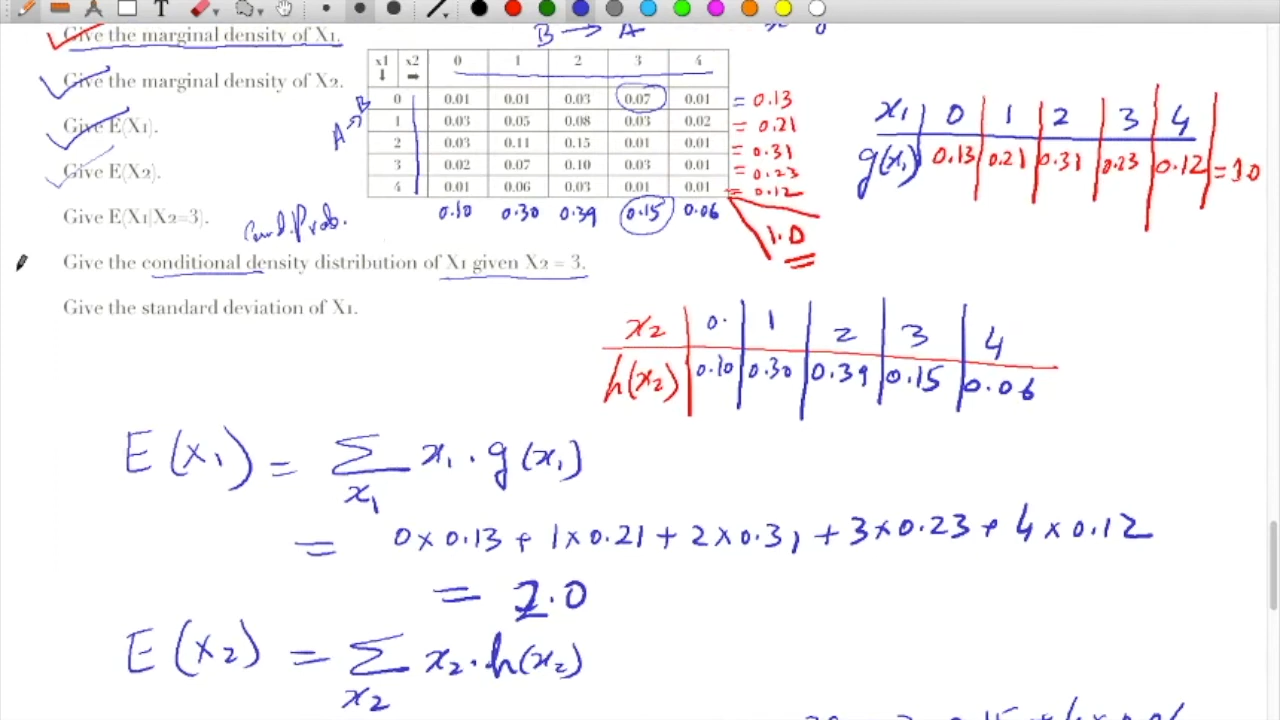 Give the marginal density of X1.
B → A
Give the marginal density of X2.
Give E(X1).
Give E(X2).
Give E(X1|X2=3).
Cond. Prob.
Give the conditional density distribution of X1 given X2 = 3.
Give the standard deviation of X1.
A → B
x1 x2 0 1 2 3 4
0 0.01 0.01 0.03 0.07 0.01 = 0.13
1 0.03 0.05 0.08 0.03 0.02 = 0.21
2 0.03 0.11 0.15 0.01 0.01 = 0.31
3 0.02 0.07 0.10 0.03 0.01 = 0.23
4 0.01 0.06 0.03 0.01 0.01 = 0.12
0.10 0.30 0.39 0.15 0.06
1.0
x1 0 1 2 3 4
g(x1) 0.13 0.21 0.31 0.23 0.12 = 1.0
x2 0. 1 2 3 4
h(x2) 0.10 0.30 0.39 0.15 0.06
E(X1) = Σ x1 . g(x1)
x1
= 0 x 0.13 + 1 x 0.21 + 2 x 0.31 + 3 x 0.23 + 4 x 0.12
= 2.0
E(X2) = Σ x2 . h(x2)
x2